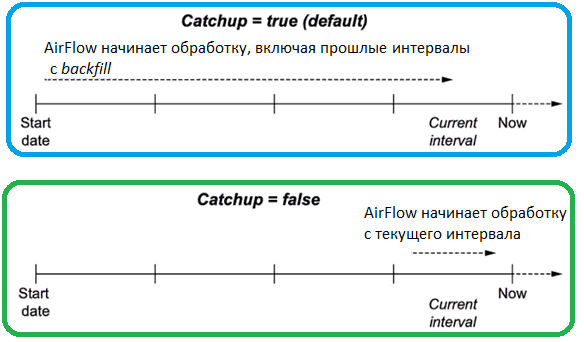 Catchup = true (default)
AirFlow начинает обработку, включая прошлые интервалы
с backfill
Start
date
Current
interval
Now
Catchup = false
AirFlow начинает обработку
с текущего интервала
Start
date
Current
interval
Now